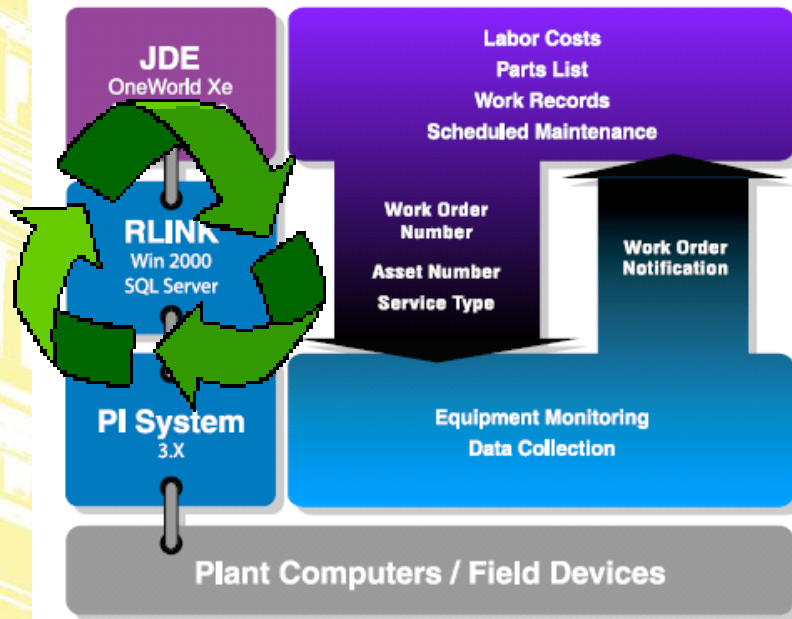 JDE
OneWorld Xe
Labor Costs
Parts List
Work Records
Scheduled Maintenance
RLINK
Win 2000
SQL Server
Work Order
Number
Asset Number
Service Type
Work Order
Notification
PI System
3.X
Equipment Monitoring
Data Collection
Plant Computers / Field Devices